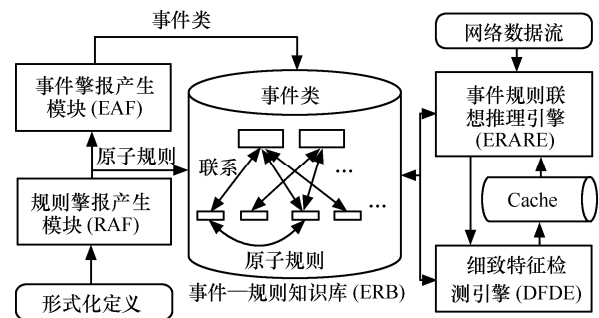 事件类
事件擎报产生
模块 (EAF)
原子规则
规则擎报产生
模块 (RAF)
形式化定义
事件类
联系
...
...
原子规则
事件—规则知识库 (ERB)
网络数据流
事件规则联
想推理引擎
(ERARE)
Cache
细致特征检
测引擎 (DFDE)